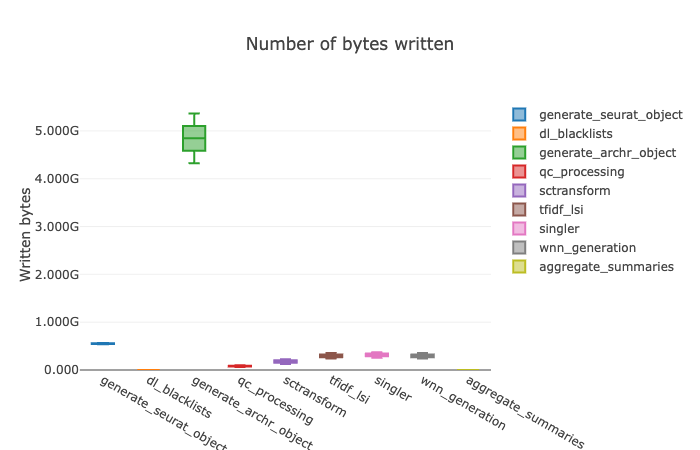 Number of bytes written
Written bytes
5.000G
4.000G
3.000G
2.000G
1.000G
0.000
generate_seurat_object
dl_blacklists
generate_archr_object
qc_processing
sctransform
tfidf_lsi
singler
wnn_generation
aggregate_summaries
generate_seurat_object
dl_blacklists
generate_archr_object
qc_processing
sctransform
tfidf_lsi
singler
wnn_generation
aggregate_summaries